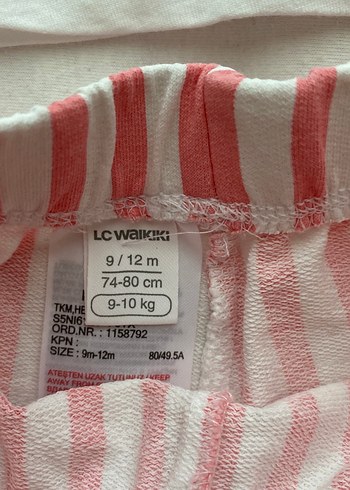 LC WAIKIKI
9 / 12 m
74-80 cm
9-10 kg
TKM,HE
S5NI6
ORD.NR. : 1158792
KPN :
SIZE : 9m-12m 80/49.5A
ATEŞTEN UZAK TUTUNUZ / KEEP
AWAY FROM